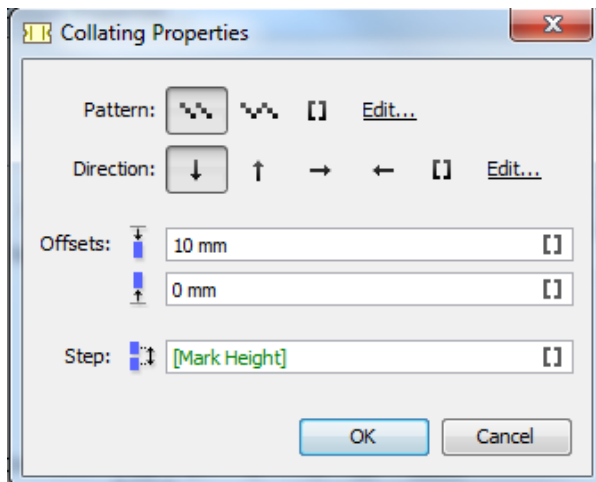 Collating Properties
Pattern: [] Edit...
Direction: ↓ ↑ → ← [] Edit...
Offsets: 10 mm []
0 mm []
Step: [Mark Height] []
OK Cancel